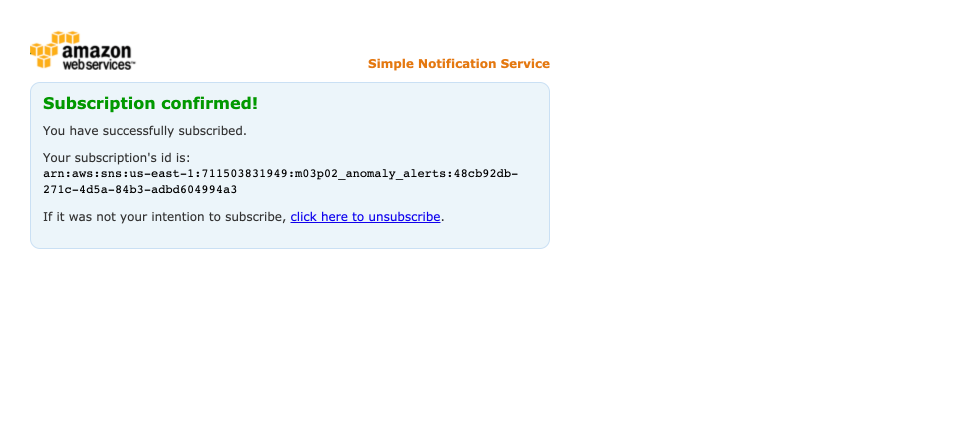 amazon
webservices™
Simple Notification Service
Subscription confirmed!
You have successfully subscribed.
Your subscription's id is:
arn:aws:sns:us-east-1:711503831949:m03p02_anomaly_alerts:48cb92db-
271c-4d5a-84b3-adbd604994a3
If it was not your intention to subscribe, click here to unsubscribe.